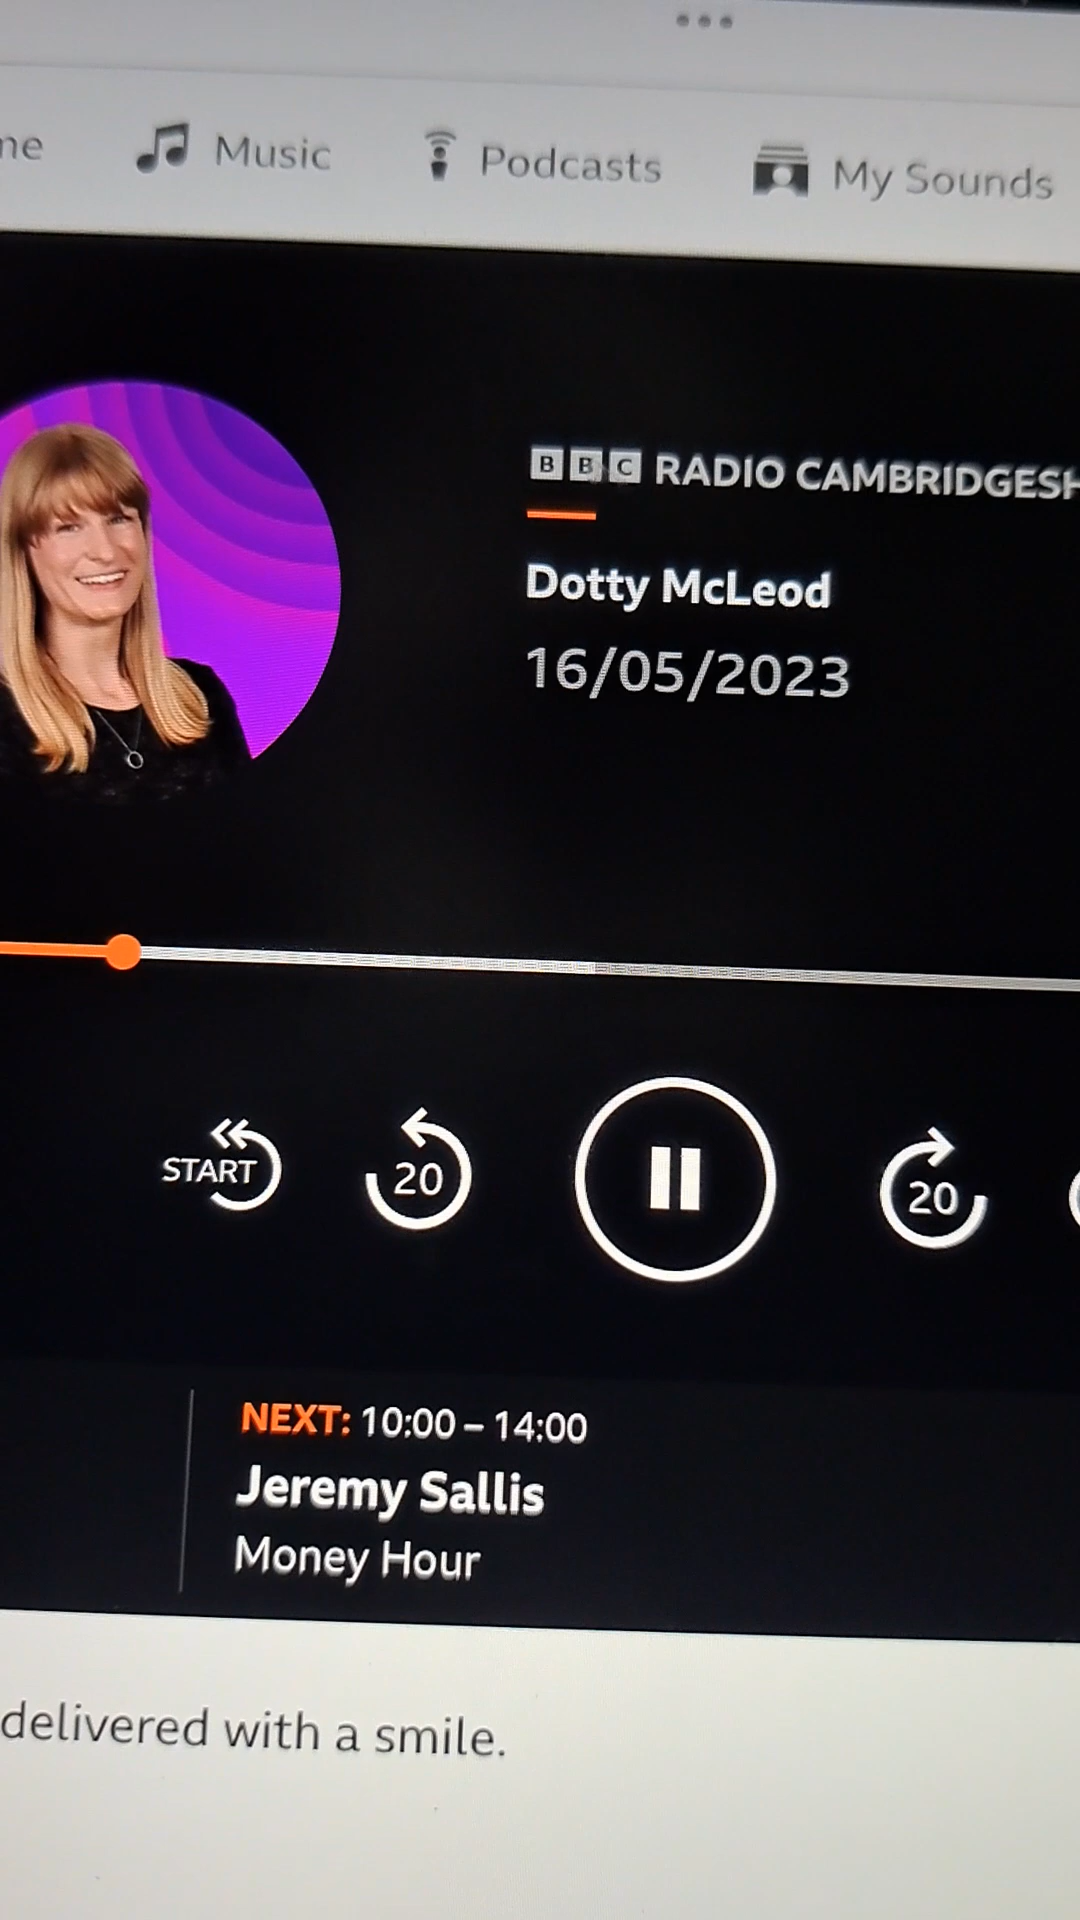 me
Music
Podcasts
My Sounds
BBC RADIO CAMBRIDGESH
Dotty McLeod
16/05/2023
START
20
20
NEXT: 10:00 – 14:00
Jeremy Sallis
Money Hour
delivered with a smile.